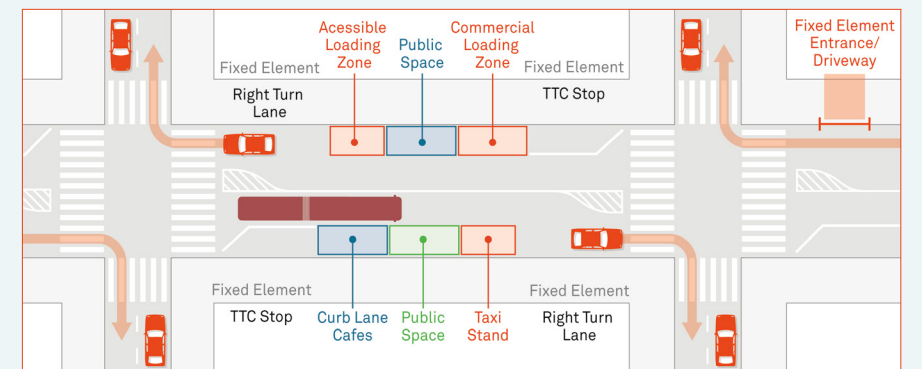 Acessible
Loading
Zone
Public
Space
Commercial
Loading
Zone
Fixed Element
Entrance/
Driveway
Fixed Element
Right Turn
Lane
Fixed Element
TTC Stop
Fixed Element
TTC Stop
Curb Lane
Cafes
Public
Space
Taxi
Stand
Fixed Element
Right Turn
Lane